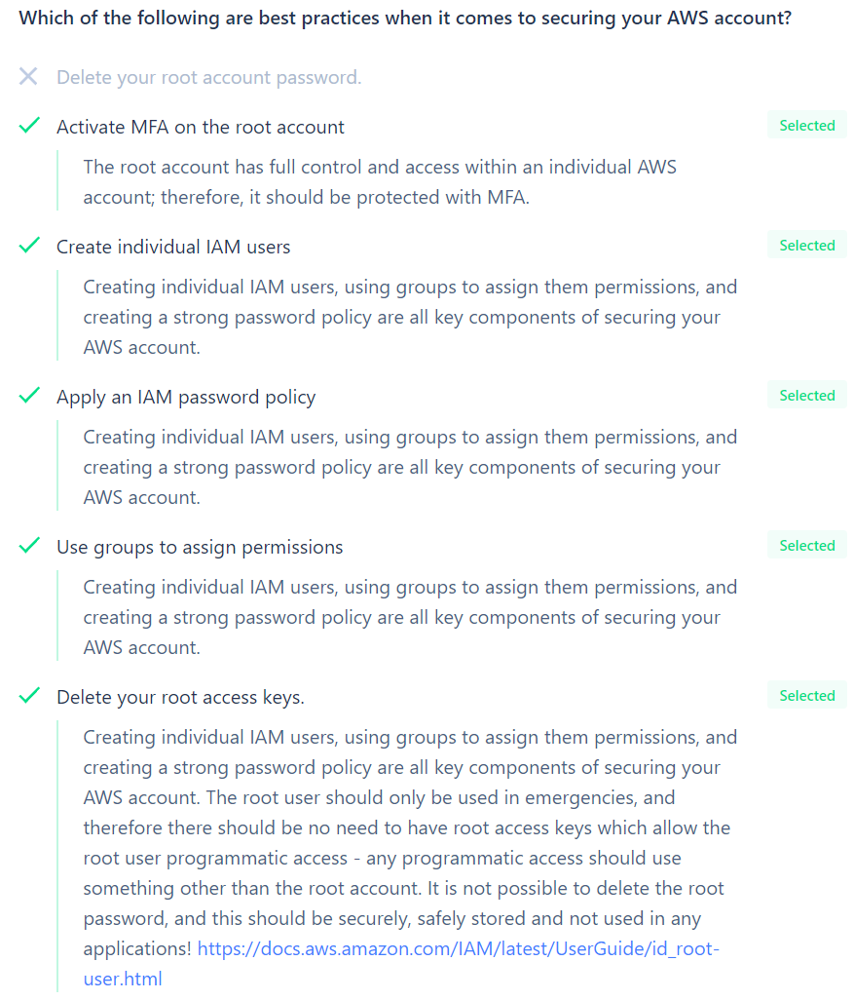 Which of the following are best practices when it comes to securing your AWS account?
Delete your root account password.
Activate MFA on the root account
Selected
The root account has full control and access within an individual AWS
account; therefore, it should be protected with MFA.
Create individual IAM users
Selected
Creating individual IAM users, using groups to assign them permissions, and
creating a strong password policy are all key components of securing your
AWS account.
Apply an IAM password policy
Selected
Creating individual IAM users, using groups to assign them permissions, and
creating a strong password policy are all key components of securing your
AWS account.
Use groups to assign permissions
Selected
Creating individual IAM users, using groups to assign them permissions, and
creating a strong password policy are all key components of securing your
AWS account.
Delete your root access keys.
Selected
Creating individual IAM users, using groups to assign them permissions, and
creating a strong password policy are all key components of securing your
AWS account. The root user should only be used in emergencies, and
therefore there should be no need to have root access keys which allow the
root user programmatic access - any programmatic access should use
something other than the root account. It is not possible to delete the root
password, and this should be securely, safely stored and not used in any
applications! https://docs.aws.amazon.com/IAM/latest/UserGuide/id_root-
user.html